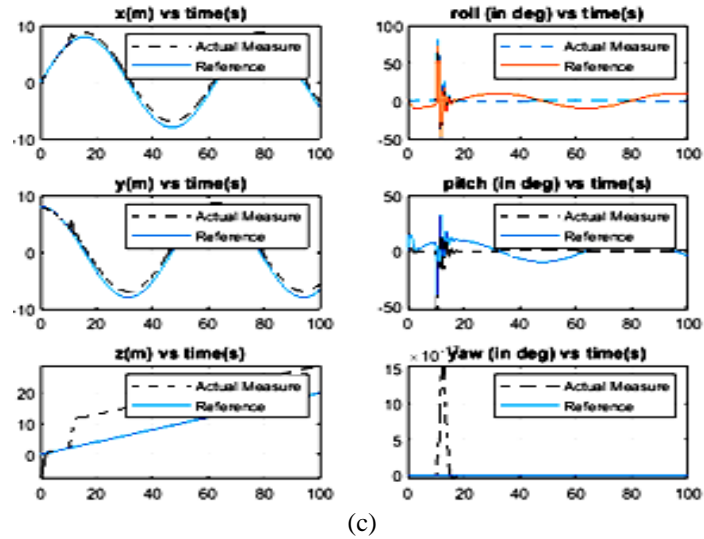 x(m) vs time(s)
roll (in deg) vs time(s)
10
0
-10
Actual Measure
Reference
0 20 40 60 80 100
100
50
0
-50
Actual Measure
Reference
0 20 40 60 80 100
y(m) vs time(s)
pitch (in deg) vs time(s)
10
0
-10
Actual Measure
Reference
0 20 40 60 80 100
50
0
-50
Actual Measure
Reference
0 20 40 60 80 100
z(m) vs time(s)
yaw (in deg) vs time(s)
20
10
0
Actual Measure
Reference
0 20 40 60 80 100
15
10
5
0
Actual Measure
Reference
0 20 40 60 80 100
(c)